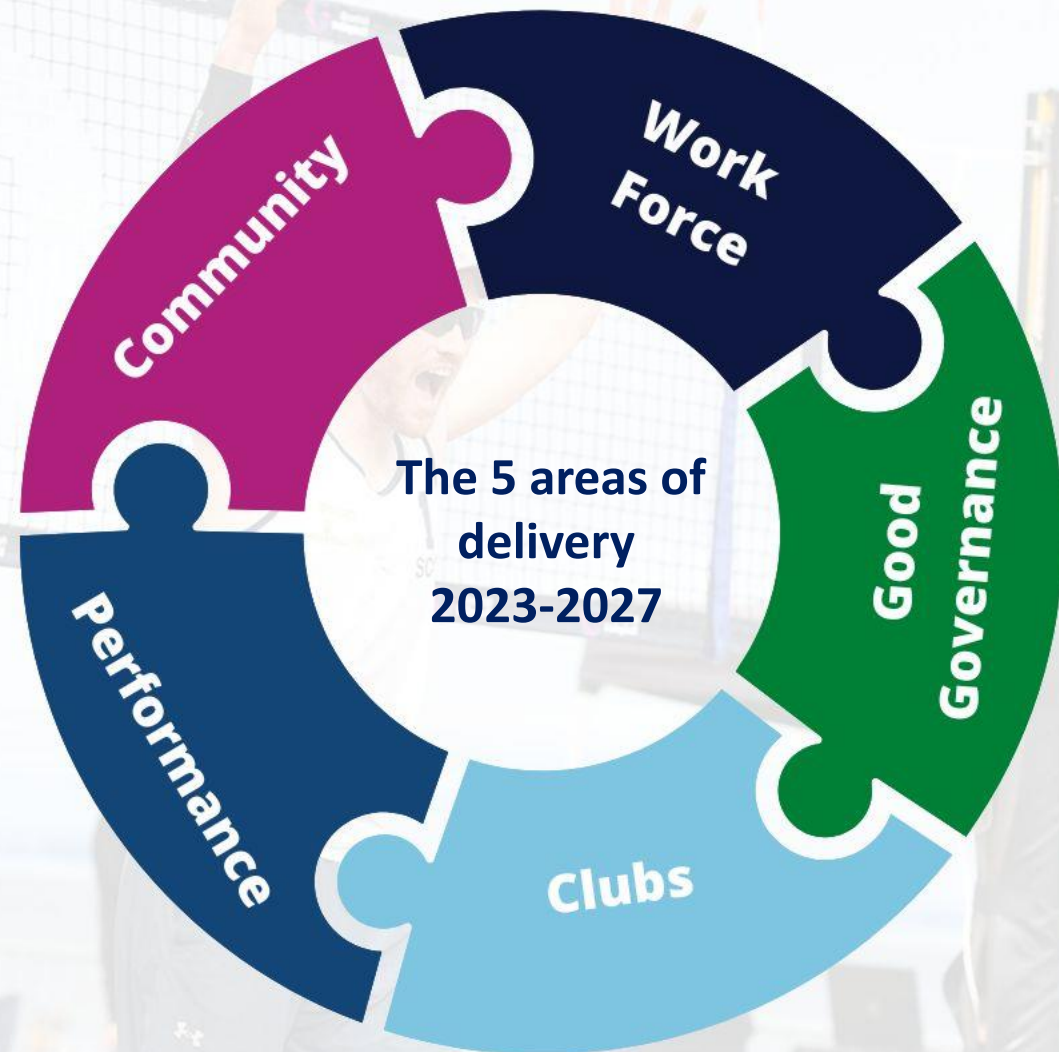 Work
Force
Community
Good
Governance
The 5 areas of
delivery
2023-2027
Performance
Clubs